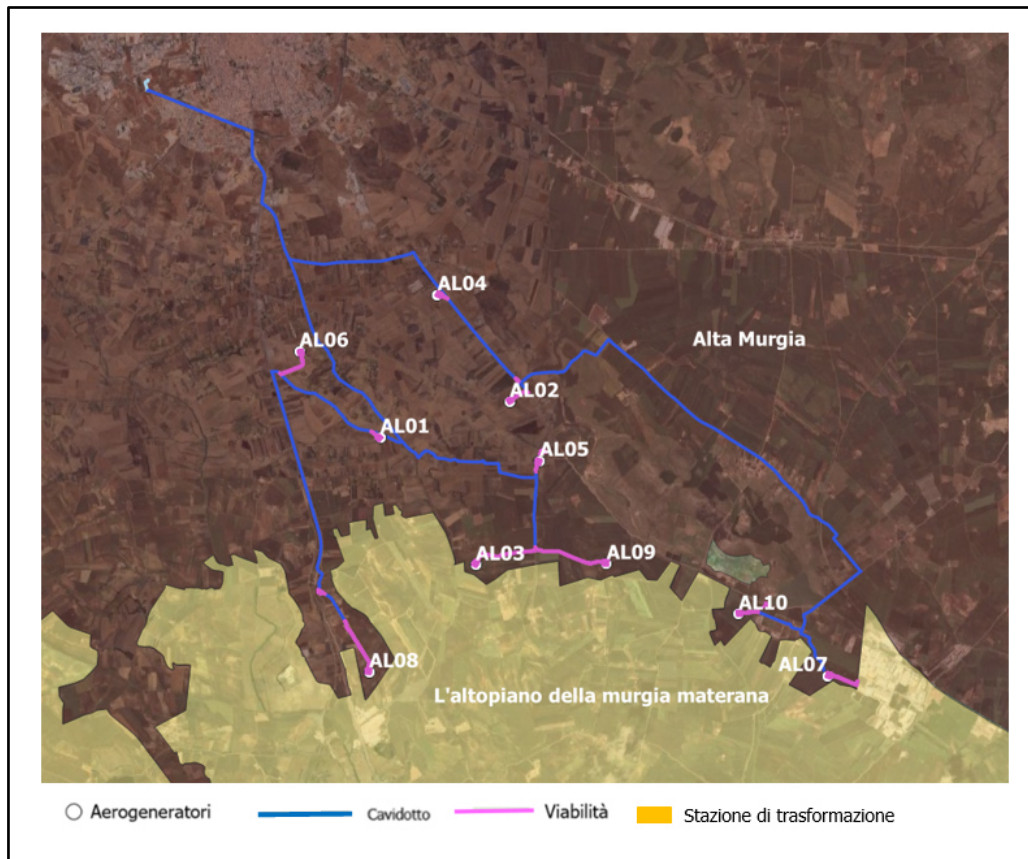 AL04
AL06
Alta Murgia
AL02
AL01
AL05
AL03
AL09
AL10
AL07
AL08
L'altopiano della murgia materana
Aerogeneratori
Cavidotto
Viabilità
Stazione di trasformazione